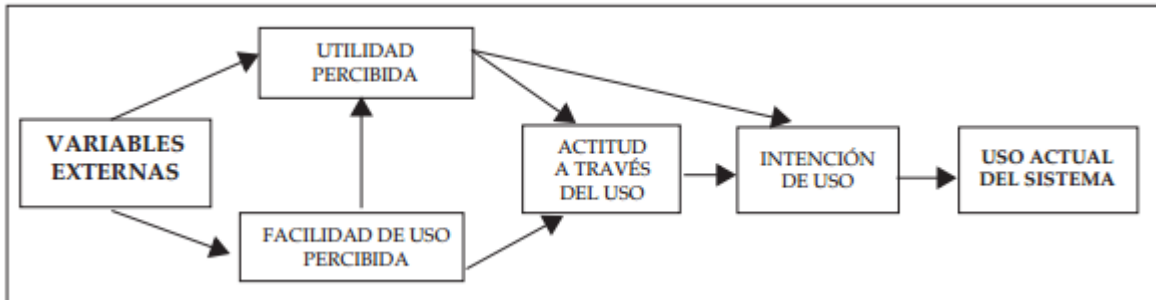 UTILIDAD
PERCIBIDA
VARIABLES
EXTERNAS
FACILIDAD DE USO
PERCIBIDA
ACTITUD
A TRAVÉS
DEL USO
INTENCIÓN
DE USO
USO ACTUAL
DEL SISTEMA